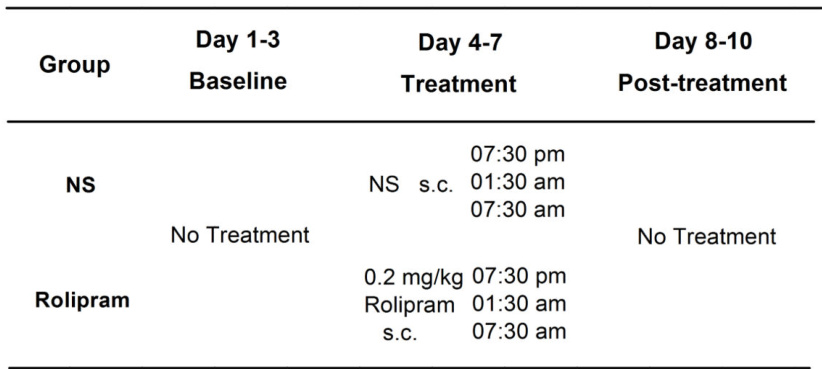 Group Day 1-3 Day 4-7 Day 8-10
Baseline Treatment Post-treatment
NS NS s.c. 07:30 pm
01:30 am
07:30 am
No Treatment No Treatment
Rolipram 0.2 mg/kg 07:30 pm
Rolipram 01:30 am
s.c. 07:30 am